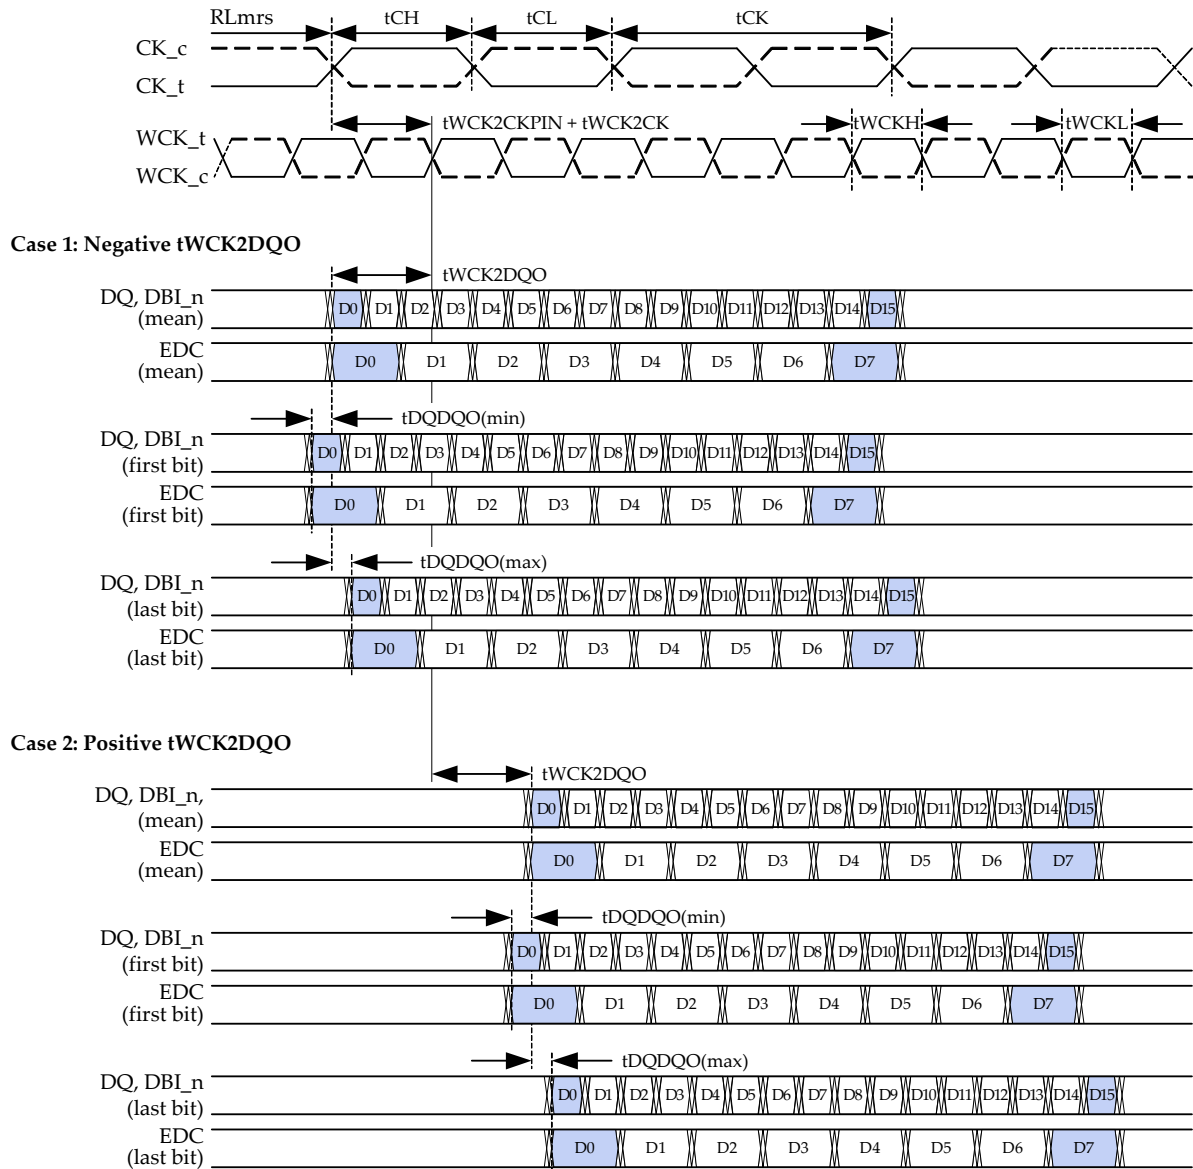 RLmrs tCH tCL tCK
CK_c
CK_t
tWCK2CKPIN + tWCK2CK tWCKH tWCKL
WCK_t
WCK_c
Case 1: Negative tWCK2DQO
tWCK2DQO
DQ, DBI_n D0 D1 D2 D3 D4 D5 D6 D7 D8 D9 D10 D11 D12 D13 D14 D15
(mean)
EDC D0 D1 D2 D3 D4 D5 D6 D7
(mean)
tDQDQO(min)
DQ, DBI_n D0 D1 D2 D3 D4 D5 D6 D7 D8 D9 D10 D11 D12 D13 D14 D15
(first bit)
EDC D0 D1 D2 D3 D4 D5 D6 D7
(first bit)
tDQDQO(max)
DQ, DBI_n D0 D1 D2 D3 D4 D5 D6 D7 D8 D9 D10 D11 D12 D13 D14 D15
(last bit)
EDC D0 D1 D2 D3 D4 D5 D6 D7
(last bit)
Case 2: Positive tWCK2DQO
tWCK2DQO
DQ, DBI_n, D0 D1 D2 D3 D4 D5 D6 D7 D8 D9 D10 D11 D12 D13 D14 D15
(mean)
EDC D0 D1 D2 D3 D4 D5 D6 D7
(mean)
tDQDQO(min)
DQ, DBI_n D0 D1 D2 D3 D4 D5 D6 D7 D8 D9 D10 D11 D12 D13 D14 D15
(first bit)
EDC D0 D1 D2 D3 D4 D5 D6 D7
(first bit)
tDQDQO(max)
DQ, DBI_n D0 D1 D2 D3 D4 D5 D6 D7 D8 D9 D10 D11 D12 D13 D14 D15
(last bit)
EDC D0 D1 D2 D3 D4 D5 D6 D7
(last bit)